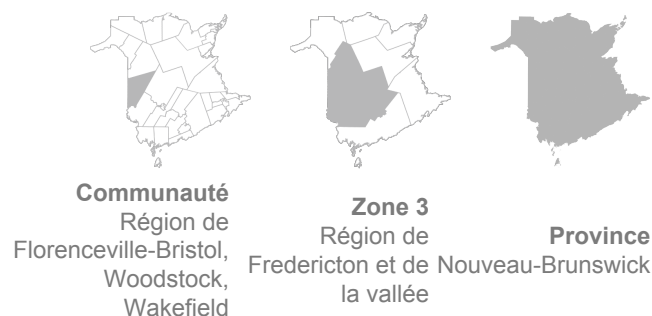 Communauté
Région de
Florenceville-Bristol,
Woodstock,
Wakefield
Zone 3
Région de
Fredericton et de
la vallée
Province
Nouveau-Brunswick